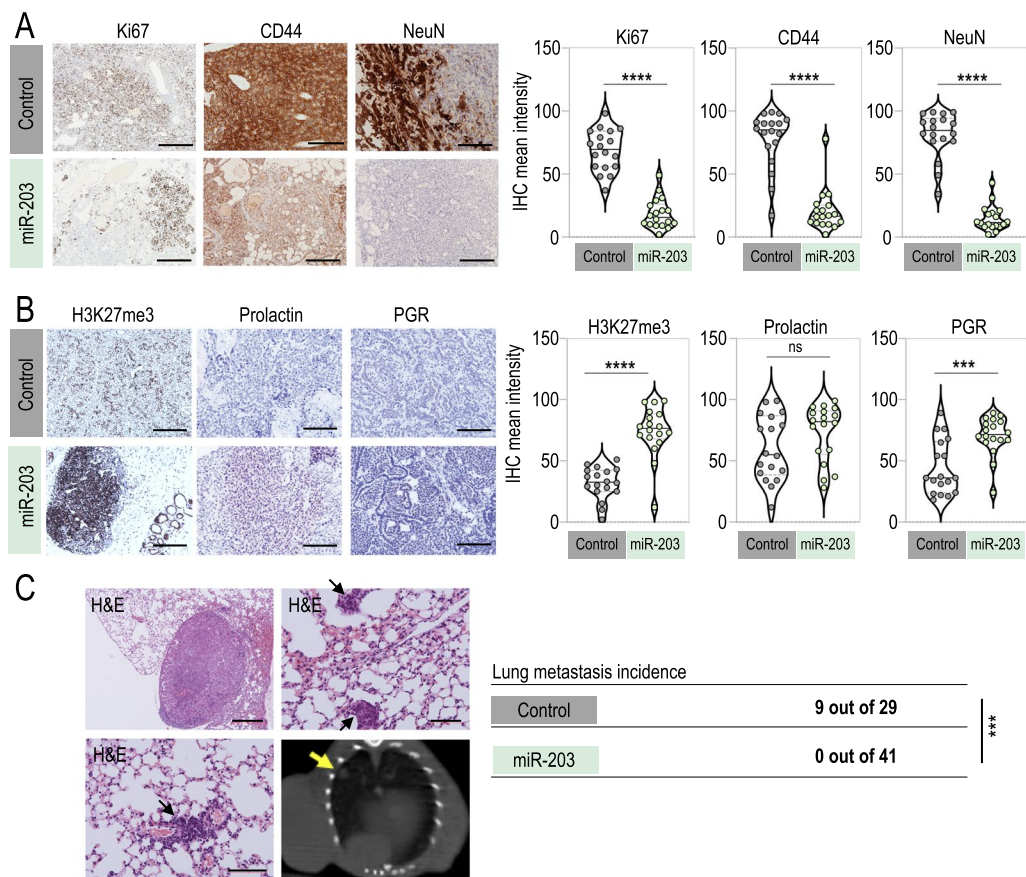 A
Ki67 CD44 NeuN
Control
miR-203
IHC mean intensity
Ki67
150
100
50
0
****
Control miR-203
CD44
150
100
50
0
****
Control miR-203
NeuN
150
100
50
0
****
Control miR-203
B
H3K27me3 Prolactin PGR
Control
miR-203
IHC mean intensity
H3K27me3
150
100
50
0
****
Control miR-203
Prolactin
150
100
50
0
ns
Control miR-203
PGR
150
100
50
0
***
Control miR-203
C
H&E
H&E
H&E
Lung metastasis incidence
Control 9 out of 29
miR-203 0 out of 41
***